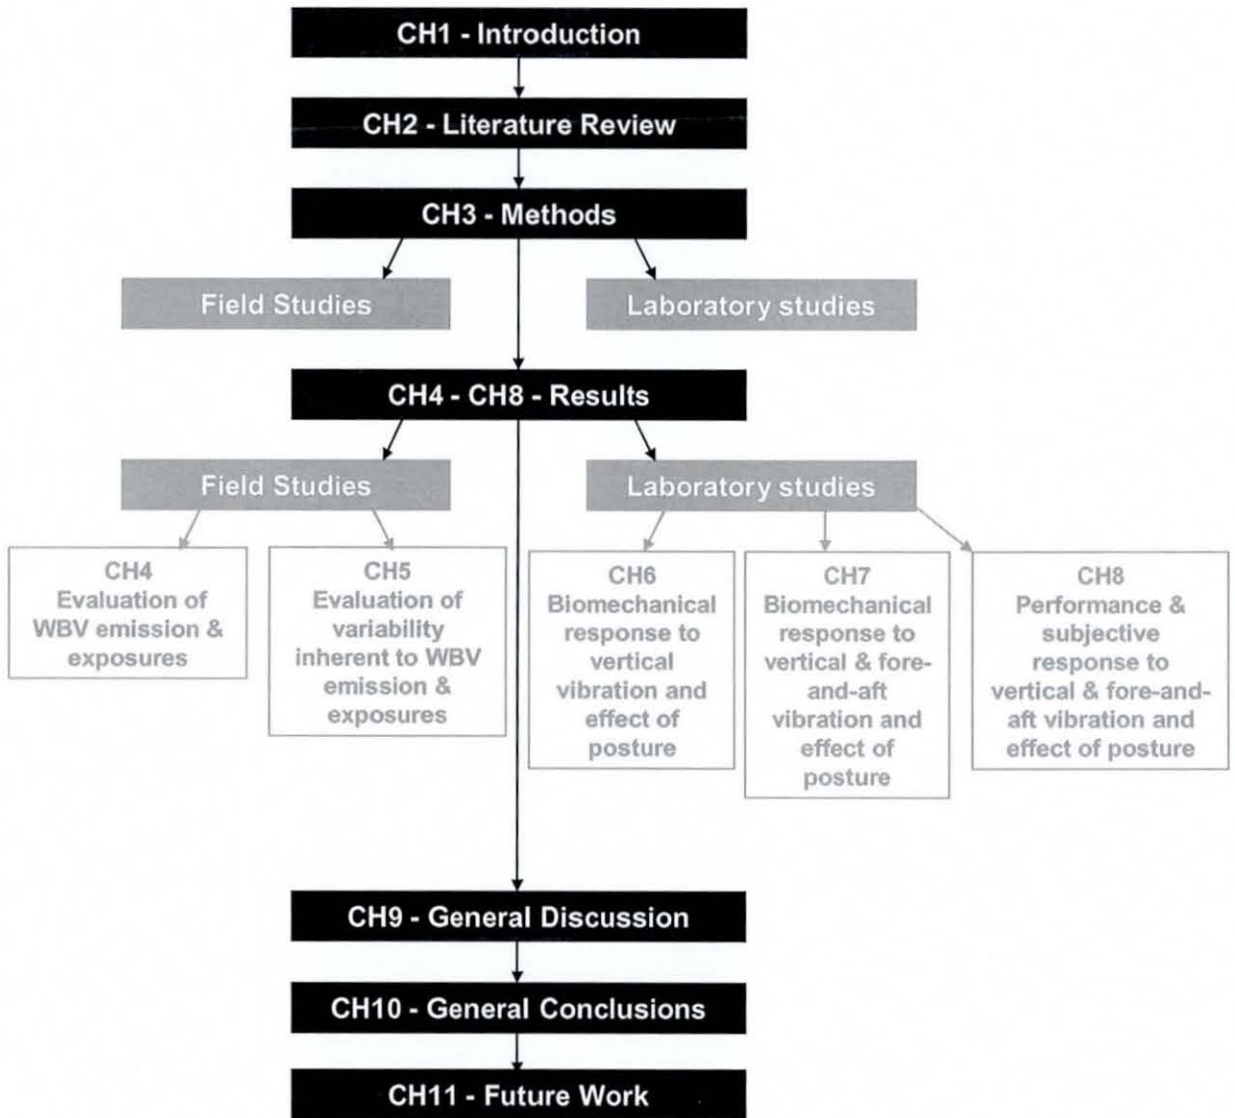 CH1 - Introduction
CH2 - Literature Review
CH3 - Methods
Field Studies
Laboratory studies
CH4 - CH8 - Results
Field Studies
Laboratory studies
CH4
Evaluation of
WBV emission &
exposures
CH5
Evaluation of
variability
inherent to WBV
emission &
exposures
CH6
Biomechanical
response to
vertical
vibration and
effect of
posture
CH7
Biomechanical
response to
vertical & fore-
and-aft
vibration and
effect of
posture
CH8
Performance &
subjective
response to
vertical & fore-and-
aft vibration and
effect of posture
CH9 - General Discussion
CH10 - General Conclusions
CH11 - Future Work